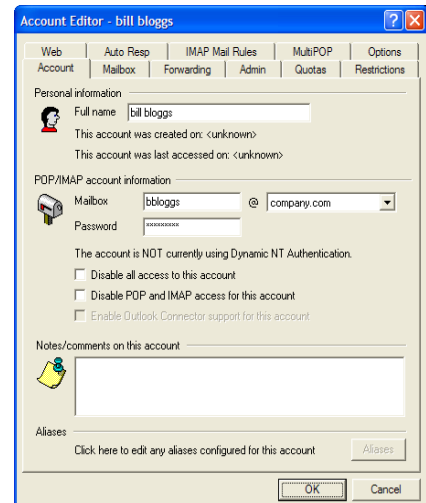 Account Editor - bill bloggs
Web Auto Resp IMAP Mail Rules MultiPOP Options
Account Mailbox Forwarding Admin Quotas Restrictions
Personal information
Full name bill bloggs
This account was created on: <unknown>
This account was last accessed on: <unknown>
POP/IMAP account information
Mailbox bbloggs @ company.com
Password xxxxxxxxx
The account is NOT currently using Dynamic NT Authentication.
Disable all access to this account
Disable POP and IMAP access for this account
Enable Outlook Connector support for this account
Notes/comments on this account
Aliases
Click here to edit any aliases configured for this account Aliases
OK Cancel